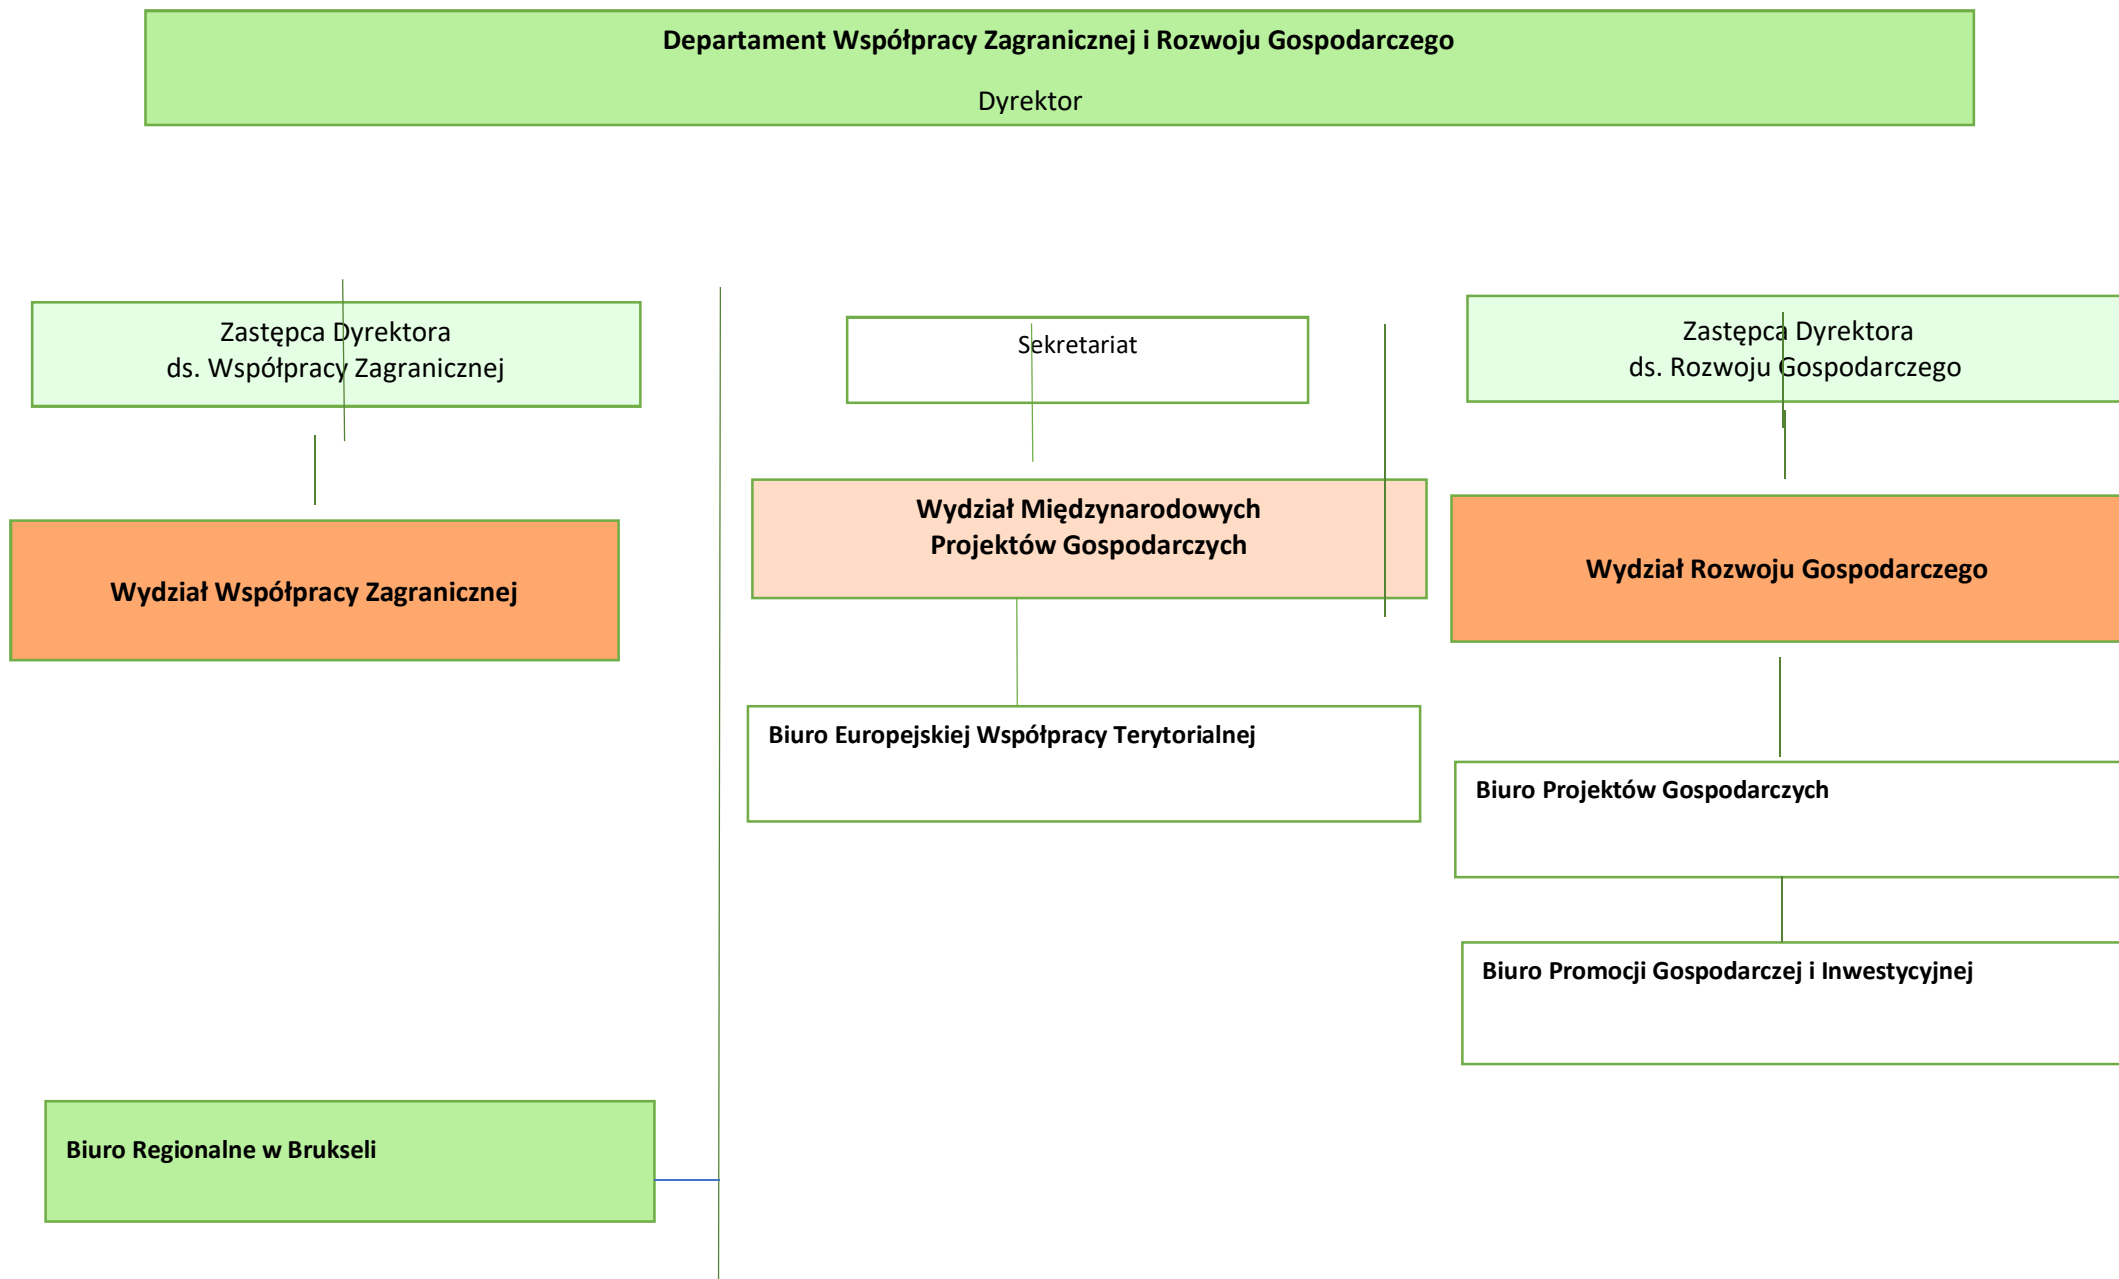 Departament Współpracy Zagranicznej i Rozwoju Gospodarczego
Dyrektor
Zastępca Dyrektora
ds. Współpracy Zagranicznej
Sekretariat
Zastępca Dyrektora
ds. Rozwoju Gospodarczego
Wydział Współpracy Zagranicznej
Wydział Międzynarodowych
Projektów Gospodarczych
Wydział Rozwoju Gospodarczego
Biuro Europejskiej Współpracy Terytorialnej
Biuro Projektów Gospodarczych
Biuro Promocji Gospodarczej i Inwestycyjnej
Biuro Regionalne w Brukseli